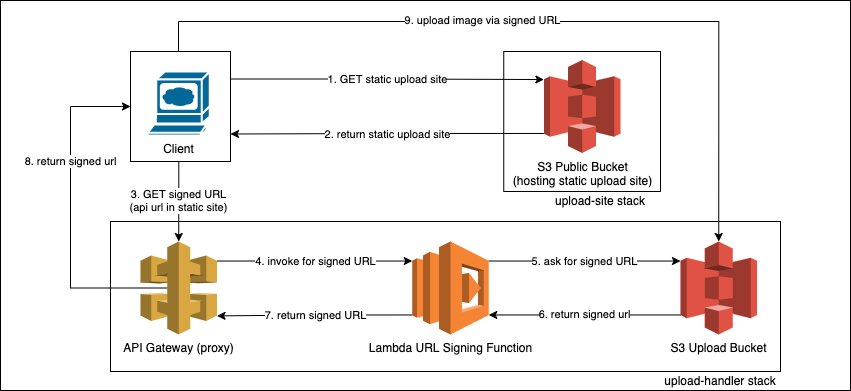 9. upload image via signed URL
1. GET static upload site
2. return static upload site
Client
S3 Public Bucket
(hosting static upload site)
upload-site stack
8. return signed url
3. GET signed URL
(api url in static site)
4. invoke for signed URL
5. ask for signed URL
7. return signed URL
6. return signed url
API Gateway (proxy)
Lambda URL Signing Function
S3 Upload Bucket
upload-handler stack